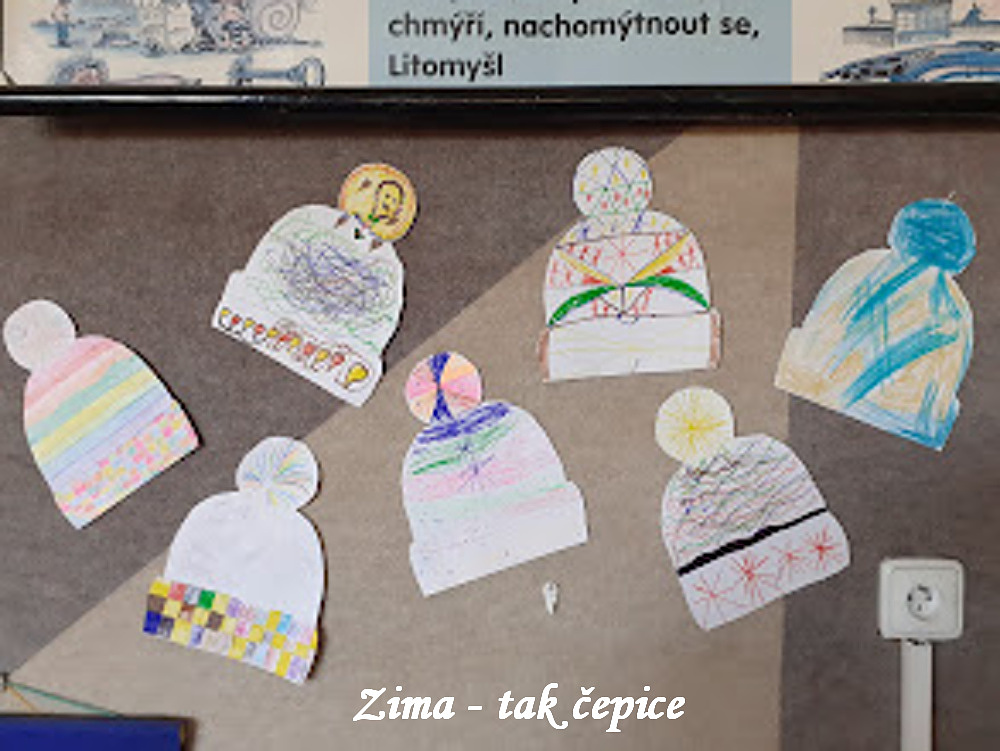 chmýří, nachomýtnout se,
Litomyšl
Zima - tak čepice